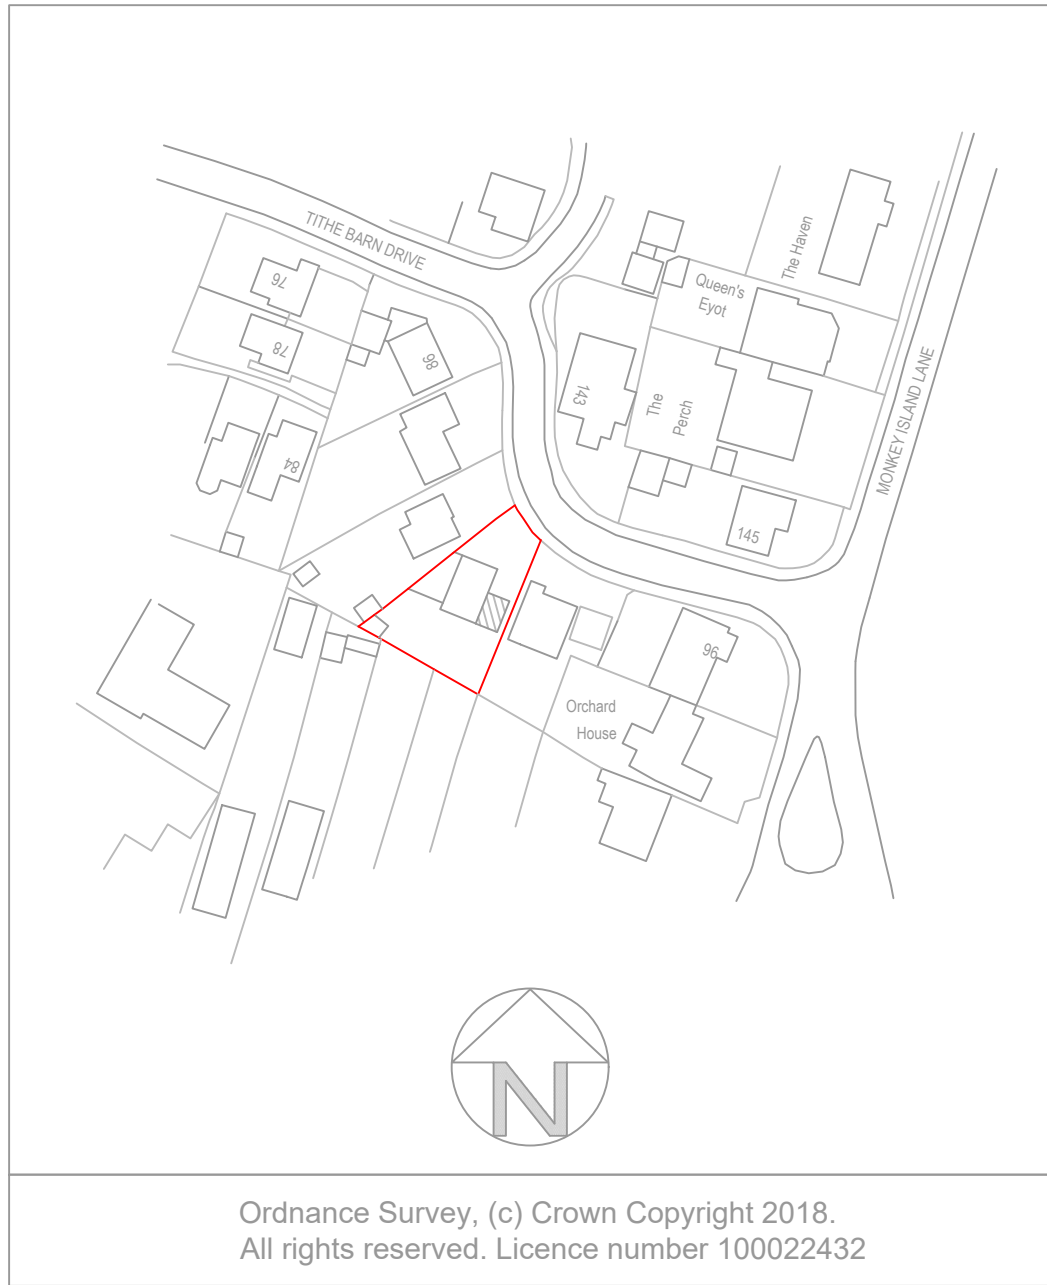 TITHE BARN DRIVE
The Haven
76
Queen's
Eyot
78
86
143
The
Perch
MONKEY ISLAND LANE
84
145
96
Orchard
House
N
Ordnance Survey, (c) Crown Copyright 2018.
All rights reserved. Licence number 100022432